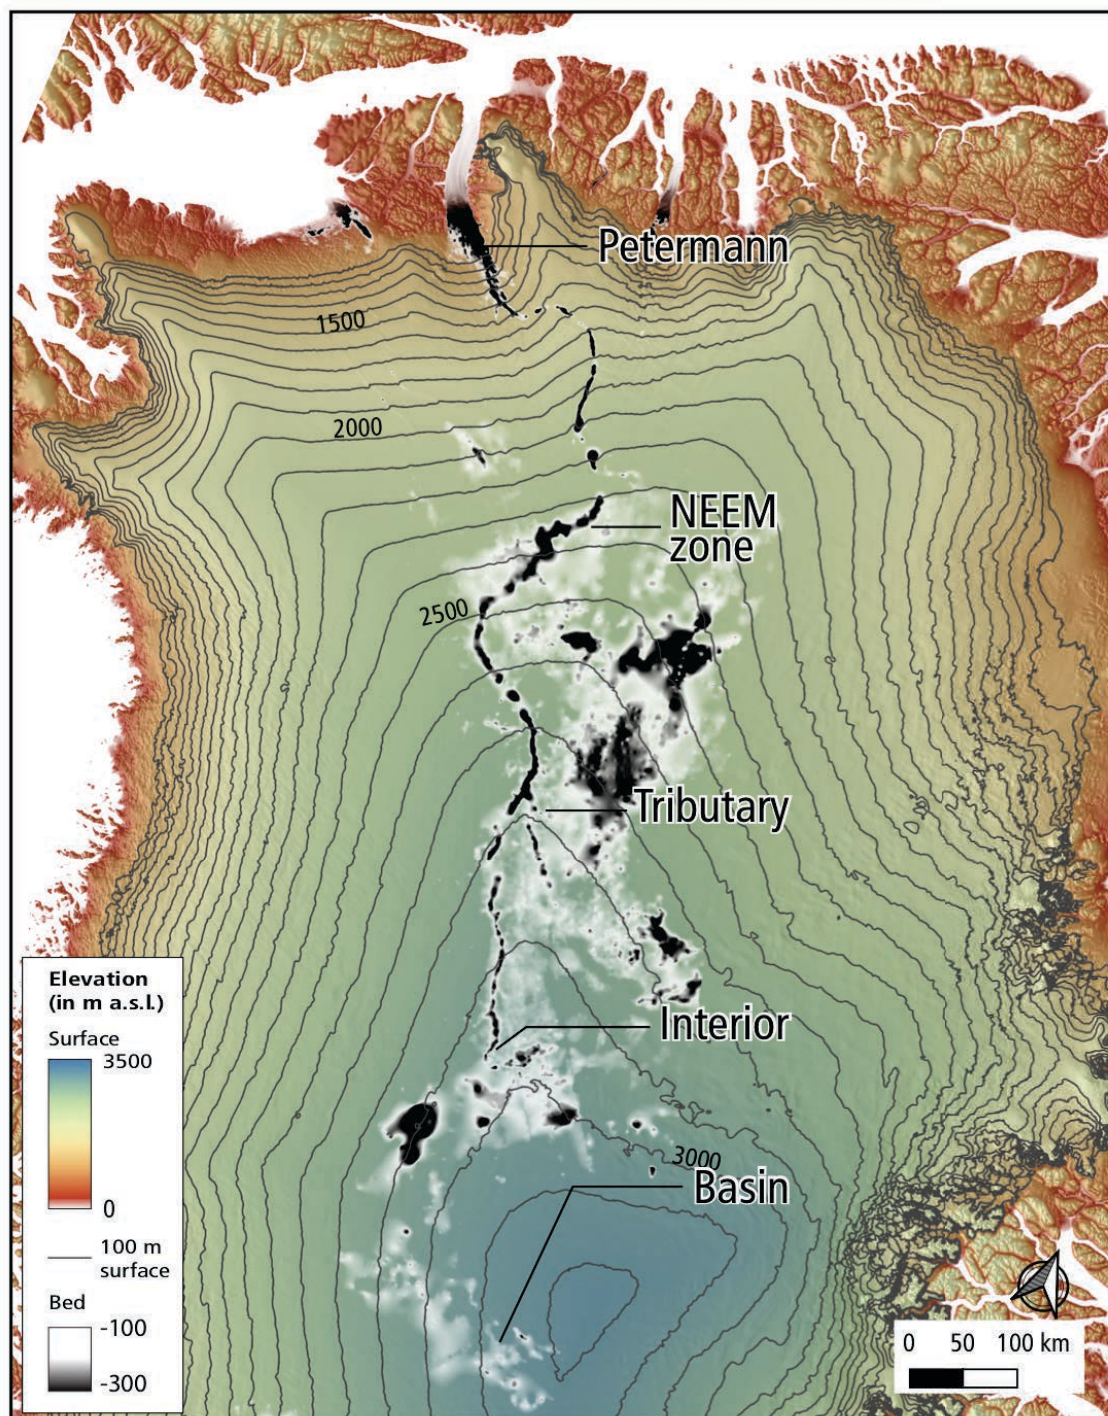 Petermann
1500
2000
NEEM
zone
2500
Tributary
Interior
3000
Basin
Elevation
(in m a.s.l.)
Surface
3500
0
100 m
surface
Bed
-100
-300
0 50 100 km